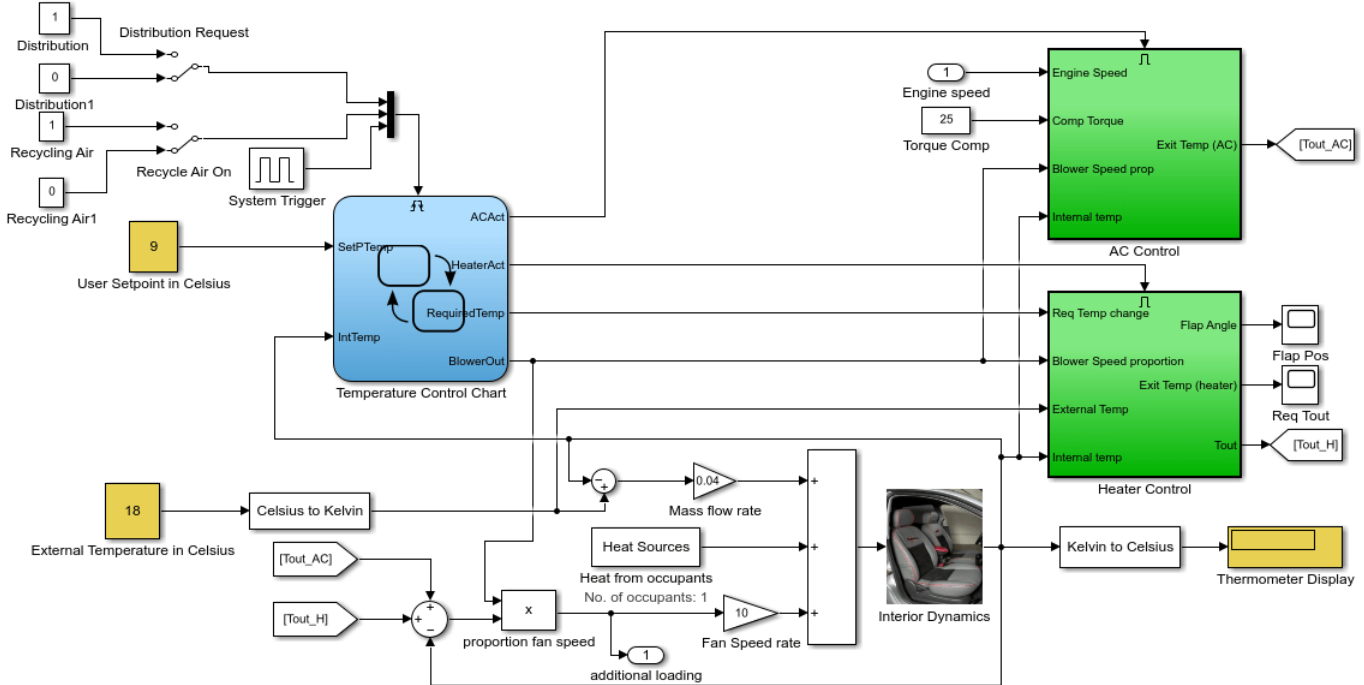 1
Distribution
Distribution Request
0
Distribution1
1
Recycling Air
Recycle Air On
0
Recycling Air1
System Trigger
9
User Setpoint in Celsius
SetPTemp
IntTemp
ACAct
HeaterAct
RequiredTemp
BlowerOut
Temperature Control Chart
1
Engine speed
25
Torque Comp
Engine Speed
Comp Torque
Blower Speed prop
Internal temp
Exit Temp (AC)
AC Control
[Tout_AC]
Req Temp change
Blower Speed proportion
External Temp
Internal temp
Flap Angle
Exit Temp (heater)
Tout
Heater Control
Flap Pos
Req Tout
[Tout_H]
18
External Temperature in Celsius
Celsius to Kelvin
−
+
0.04
Mass flow rate
Heat Sources
Heat from occupants
No. of occupants: 1
[Tout_AC]
[Tout_H]
+
+
−
x
proportion fan speed
10
Fan Speed rate
1
additional loading
+
+
+
Interior Dynamics
Kelvin to Celsius
Thermometer Display